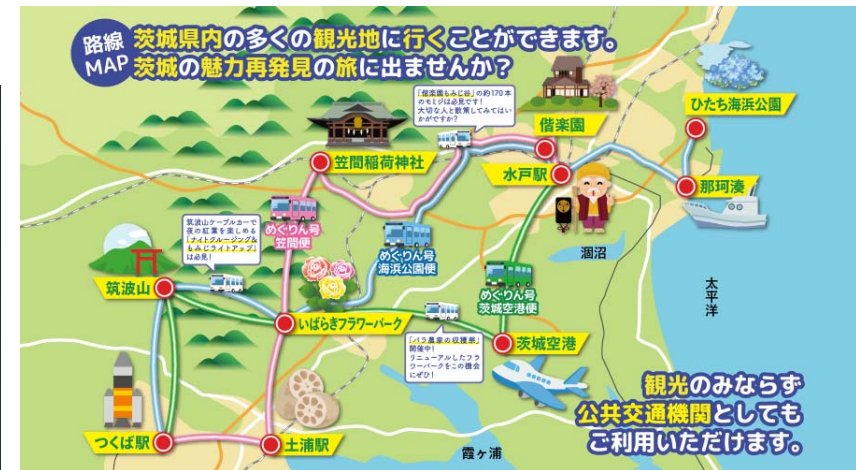 路線
MAP
茨城県内の多くの観光地に行くことができます。
茨城の魅力再発見の旅に出ませんか?
「偕楽園もみじ谷」の約170本
のモミジは必見です!
大切な人と散策してみてはい
かがですか?
偕楽園
ひたち海浜公園
笠間稲荷神社
水戸駅
那珂湊
めぐりん号
笠間便
筑波山ケーブルカーで
夜の紅葉を楽しめる
「ナイトクルージング&
もみじライトアップ」
は必見!
めぐりん号
海浜公園便
涸沼
めぐりん号
茨城空港便
太平洋
筑波山
いばらきフラワーパーク
茨城空港
「バラ農家の収穫祭」
開催中!
リニューアルしたフラ
ワーパークをこの機会
にぜひ!
観光のみならず
公共交通機関としても
ご利用いただけます。
つくば駅
土浦駅
霞ヶ浦